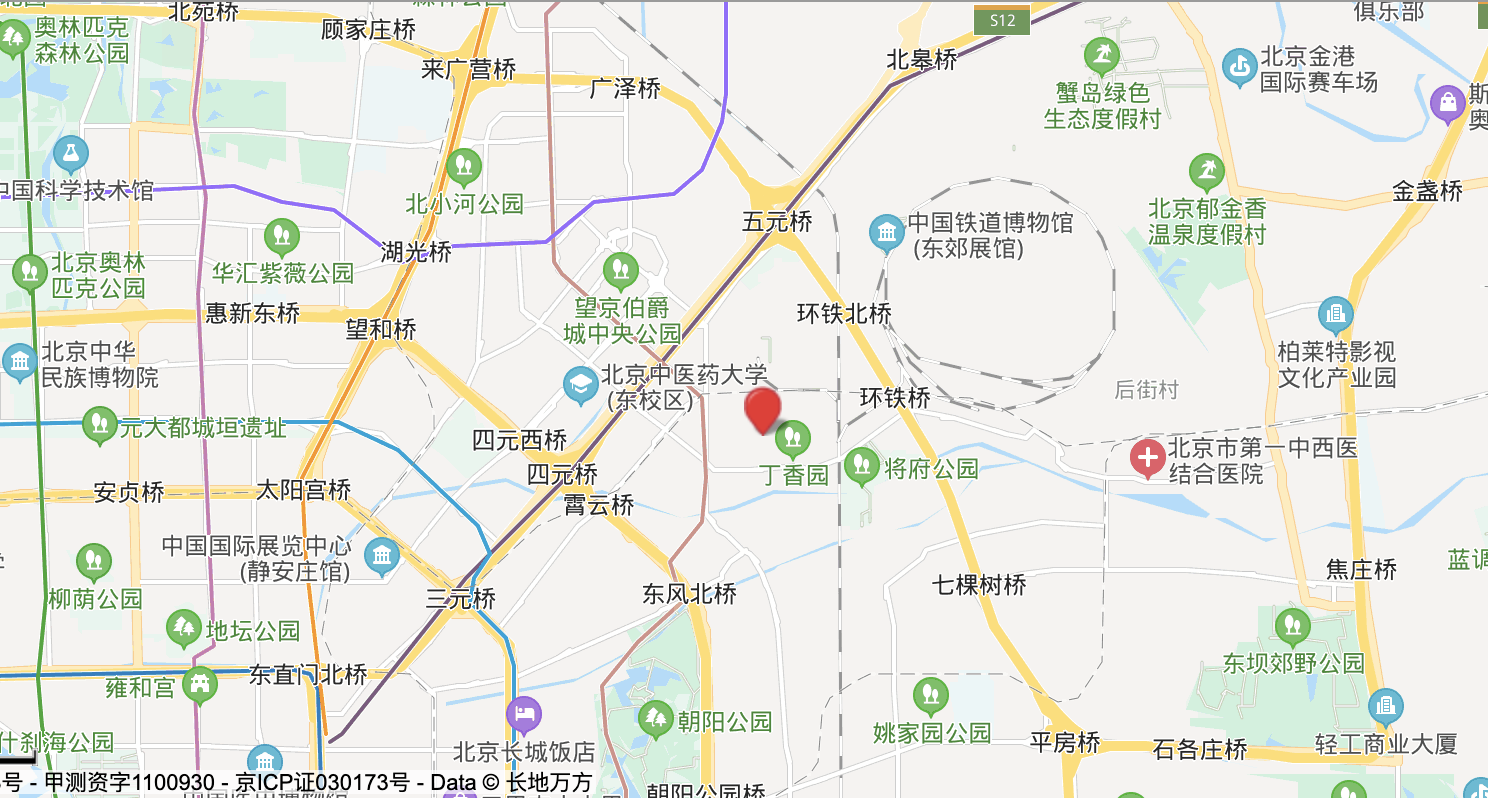 北苑桥
奥林匹克
森林公园
顾家庄桥
来广营桥
广泽桥
S12
北皋桥
俱乐部
北京金港
国际赛车场
蟹岛绿色
生态度假村
中国科学技术馆
北小河公园
金盏桥
北京郁金香
温泉度假村
五元桥
中国铁道博物馆
(东郊展馆)
湖光桥
华汇紫薇公园
北京奥林
匹克公园
惠新东桥
望和桥
望京伯爵
城中央公园
环铁北桥
北京中华
民族博物院
柏莱特影视
文化产业园
北京中医药大学
(东校区)
后街村
环铁桥
元大都城垣遗址
四元西桥
四元桥
丁香园
将府公园
北京市第一中西医
结合医院
安贞桥
太阳宫桥
霄云桥
中国国际展览中心
(静安庄馆)
蓝调
焦庄桥
七棵树桥
柳荫公园
三元桥
东风北桥
地坛公园
东坝郊野公园
东直门北桥
雍和宫
朝阳公园
姚家园公园
什刹海公园
北京长城饭店
平房桥
石各庄桥
轻工商业大厦
号 - 甲测资字1100930 - 京ICP证030173号 - Data © 长地万方
朝阳公园桥